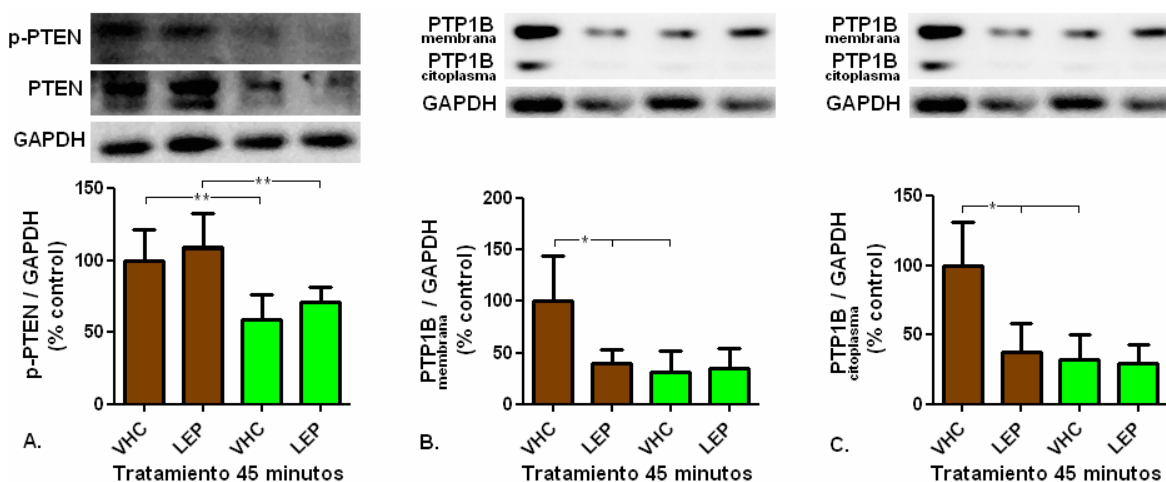 p-PTEN
PTEN
GAPDH
p-PTEN / GAPDH
(% control)
150
100
50
0
**
**
VHC
LEP
VHC
LEP
A.
Tratamiento 45 minutos
PTP1B
membrana
PTP1B
citoplasma
GAPDH
PTP1B / GAPDH
membrana
(% control)
200
150
100
50
0
*
VHC
LEP
VHC
LEP
B.
Tratamiento 45 minutos
PTP1B
membrana
PTP1B
citoplasma
GAPDH
PTP1B / GAPDH
citoplasma
(% control)
150
100
50
0
*
VHC
LEP
VHC
LEP
C.
Tratamiento 45 minutos